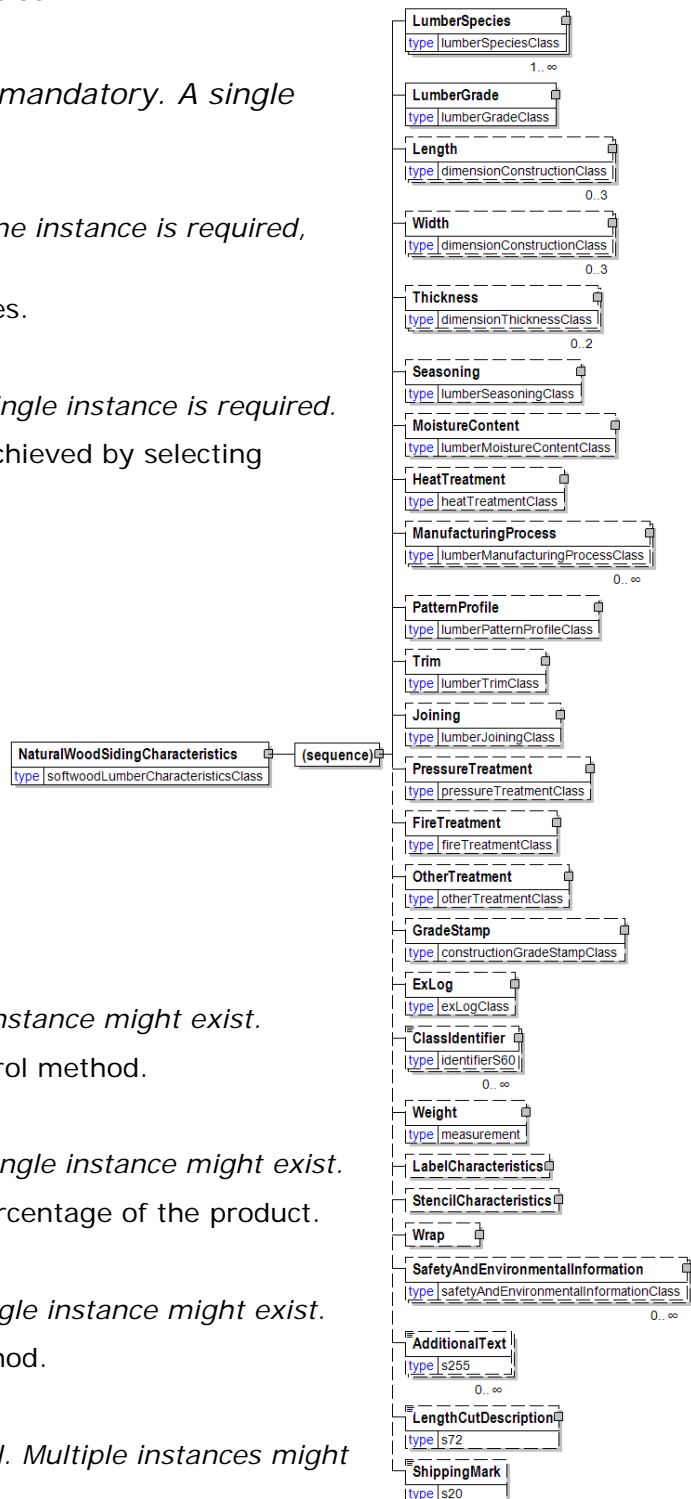 mandatory. A single
ne instance is required,
es.
ngle instance is required.
chieved by selecting
nstance might exist.
rol method.
ngle instance might exist.
rcentage of the product.
gle instance might exist.
nod.
l. Multiple instances might
NaturalWoodSidingCharacteristics
type softwoodLumberCharacteristicsClass
(sequence)
LumberSpecies
type lumberSpeciesClass
1.. ∞
LumberGrade
type lumberGradeClass
Length
type dimensionConstructionClass
0..3
Width
type dimensionConstructionClass
0..3
Thickness
type dimensionThicknessClass
0..2
Seasoning
type lumberSeasoningClass
MoistureContent
type lumberMoistureContentClass
HeatTreatment
type heatTreatmentClass
ManufacturingProcess
type lumberManufacturingProcessClass
0.. ∞
PatternProfile
type lumberPatternProfileClass
Trim
type lumberTrimClass
Joining
type lumberJoiningClass
PressureTreatment
type pressureTreatmentClass
FireTreatment
type fireTreatmentClass
OtherTreatment
type otherTreatmentClass
GradeStamp
type constructionGradeStampClass
ExLog
type exLogClass
ClassIdentifier
type identifierS60
0.. ∞
Weight
type measurement
LabelCharacteristics
StencilCharacteristics
Wrap
SafetyAndEnvironmentalInformation
type safetyAndEnvironmentalInformationClass
0.. ∞
AdditionalText
type s255
0.. ∞
LengthCutDescription
type s72
ShippingMark
type s20